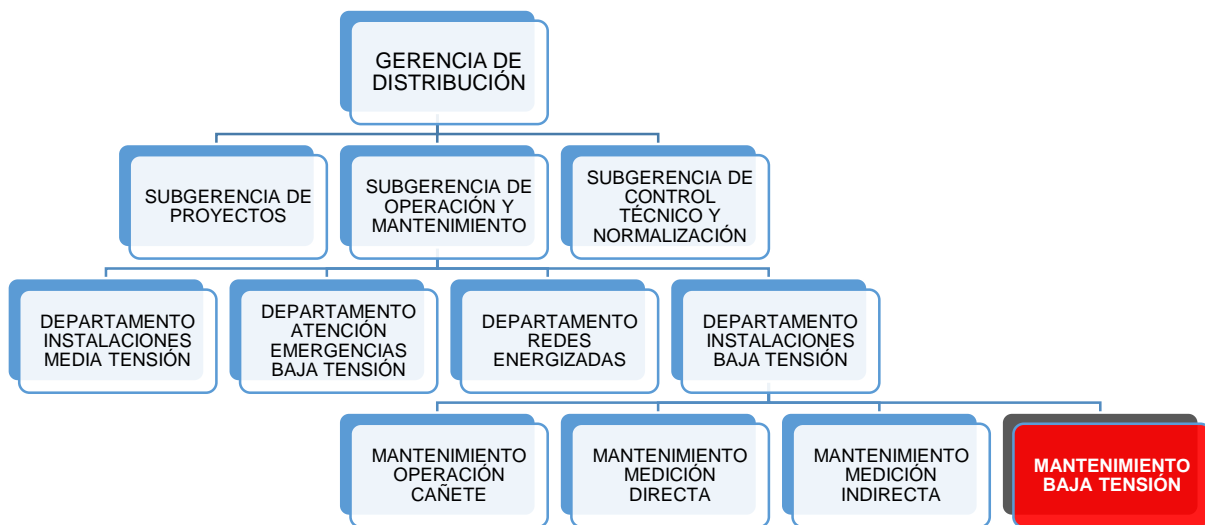 GERENCIA DE
DISTRIBUCIÓN
SUBGERENCIA DE
PROYECTOS
SUBGERENCIA DE
OPERACIÓN Y
MANTENIMIENTO
SUBGERENCIA DE
CONTROL
TÉCNICO Y
NORMALIZACIÓN
DEPARTAMENTO
INSTALACIONES
MEDIA TENSIÓN
DEPARTAMENTO
ATENCIÓN
EMERGENCIAS
BAJA TENSIÓN
DEPARTAMENTO
REDES
ENERGIZADAS
DEPARTAMENTO
INSTALACIONES
BAJA TENSIÓN
MANTENIMIENTO
OPERACIÓN
CAÑETE
MANTENIMIENTO
MEDICIÓN
DIRECTA
MANTENIMIENTO
MEDICIÓN
INDIRECTA
MANTENIMIENTO
BAJA TENSIÓN